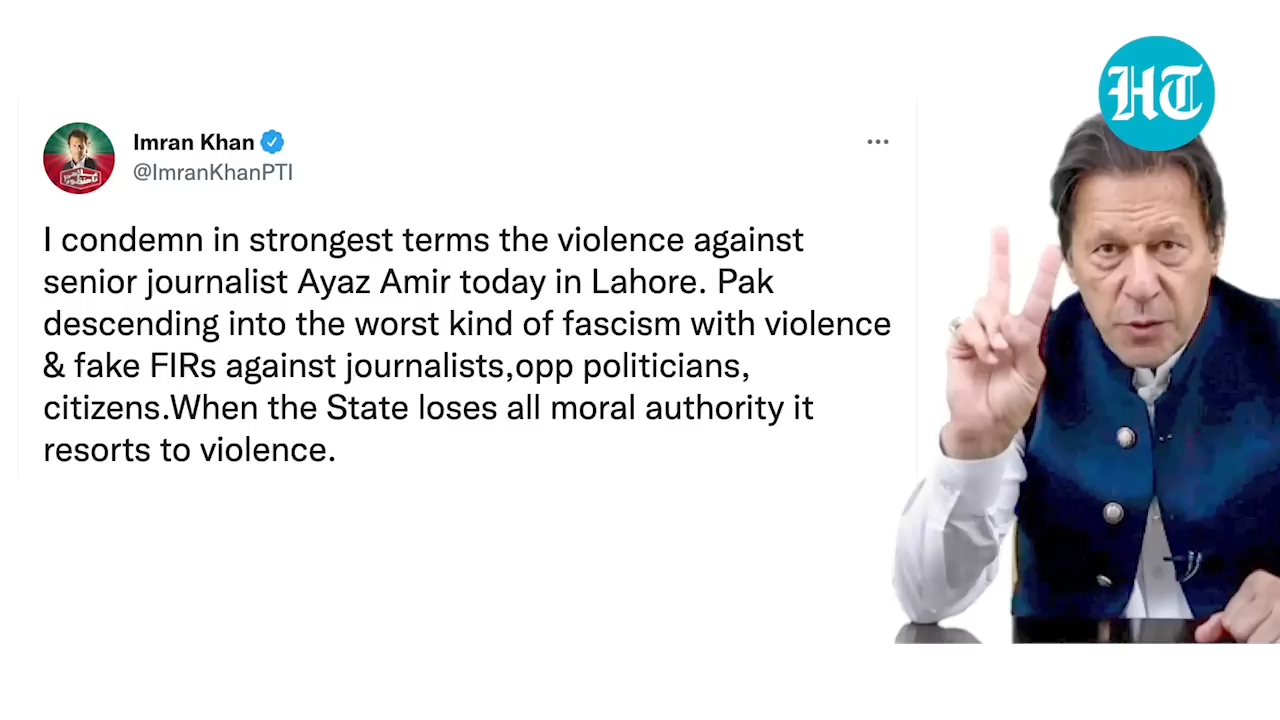 HT
Imran Khan
@ImranKhanPTI
I condemn in strongest terms the violence against
senior journalist Ayaz Amir today in Lahore. Pak
descending into the worst kind of fascism with violence
& fake FIRs against journalists,opp politicians,
citizens.When the State loses all moral authority it
resorts to violence.